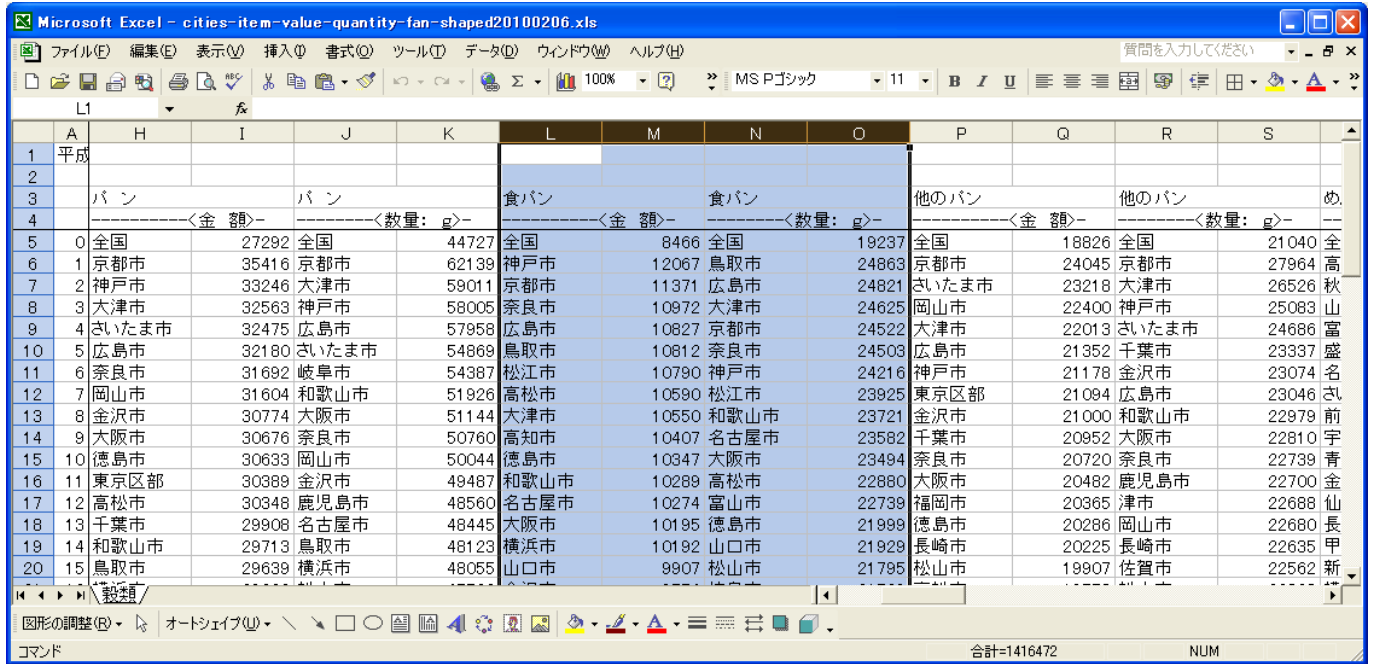 Microsoft Excel - cities-item-value-quantity-fan-shaped20100206.xls
ファイル(F) 編集(E) 表示(V) 挿入(I) 書式(O) ツール(T) データ(D) ウィンドウ(W) ヘルプ(H) 質問を入力してください
100% MS Pゴシック 11 B I U
L1 fx
A H I J K L M N O P Q R S
1 平成
2
3 パン パン 食パン 食パン 他のパン 他のパン め
4 ----------<金 額>- --------<数量: g>- ----------<金 額>- --------<数量: g>- ----------<金 額>- --------<数量: g>- --
5 0 全国 27292 全国 44727 全国 8466 全国 19237 全国 18826 全国 21040 全
6 1 京都市 35416 京都市 62139 神戸市 12067 鳥取市 24863 京都市 24045 京都市 27964 高
7 2 神戸市 33246 大津市 59011 京都市 11371 広島市 24821 さいたま市 23218 大津市 26526 秋
8 3 大津市 32563 神戸市 58005 奈良市 10972 大津市 24625 岡山市 22400 神戸市 25083 山
9 4 さいたま市 32475 広島市 57958 広島市 10827 京都市 24522 大津市 22013 さいたま市 24686 富
10 5 広島市 32180 さいたま市 54869 鳥取市 10812 奈良市 24503 広島市 21352 千葉市 23337 盛
11 6 奈良市 31692 岐阜市 54387 松江市 10790 神戸市 24216 神戸市 21178 金沢市 23074 名
12 7 岡山市 31604 和歌山市 51926 高松市 10590 松江市 23925 東京区部 21094 広島市 23046 さい
13 8 金沢市 30774 大阪市 51144 大津市 10550 和歌山市 23721 金沢市 21000 和歌山市 22979 前
14 9 大阪市 30676 奈良市 50760 高知市 10407 名古屋市 23582 千葉市 20952 大阪市 22810 宇
15 10 徳島市 30633 岡山市 50044 徳島市 10347 大阪市 23494 奈良市 20720 奈良市 22739 青
16 11 東京区部 30389 金沢市 49487 和歌山市 10289 高松市 22880 大阪市 20482 鹿児島市 22700 金
17 12 高松市 30348 鹿児島市 48560 名古屋市 10274 富山市 22739 福岡市 20365 津市 22688 仙
18 13 千葉市 29908 名古屋市 48445 大阪市 10195 徳島市 21999 徳島市 20286 岡山市 22680 長
19 14 和歌山市 29713 鳥取市 48123 横浜市 10192 山口市 21929 長崎市 20225 長崎市 22635 甲
20 15 鳥取市 29639 横浜市 48055 山口市 9907 松山市 21795 松山市 19907 佐賀市 22562 新
穀類
図形の調整(R) オートシェイプ(U)
コマンド 合計=1416472 NUM